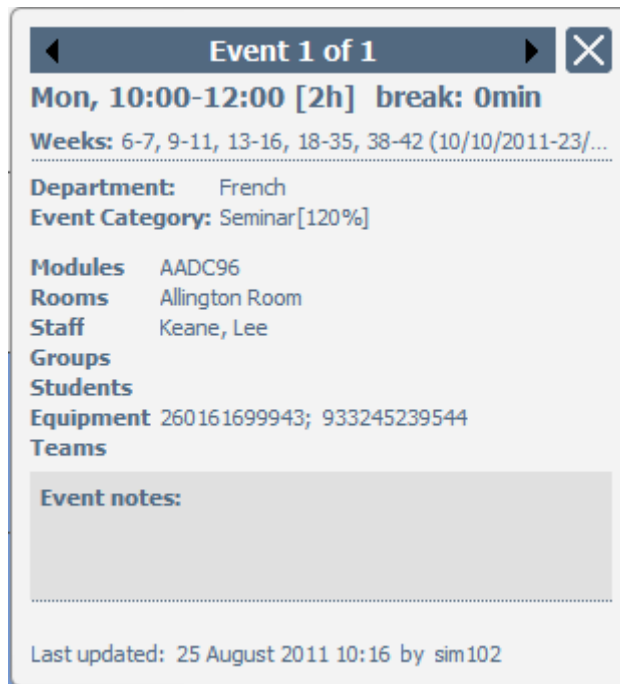 Event 1 of 1
Mon, 10:00-12:00 [2h] break: 0min
Weeks: 6-7, 9-11, 13-16, 18-35, 38-42 (10/10/2011-23/...
Department: French
Event Category: Seminar[120%]
Modules AADC96
Rooms Allington Room
Staff Keane, Lee
Groups
Students
Equipment 260161699943; 933245239544
Teams
Event notes:
Last updated: 25 August 2011 10:16 by sim102